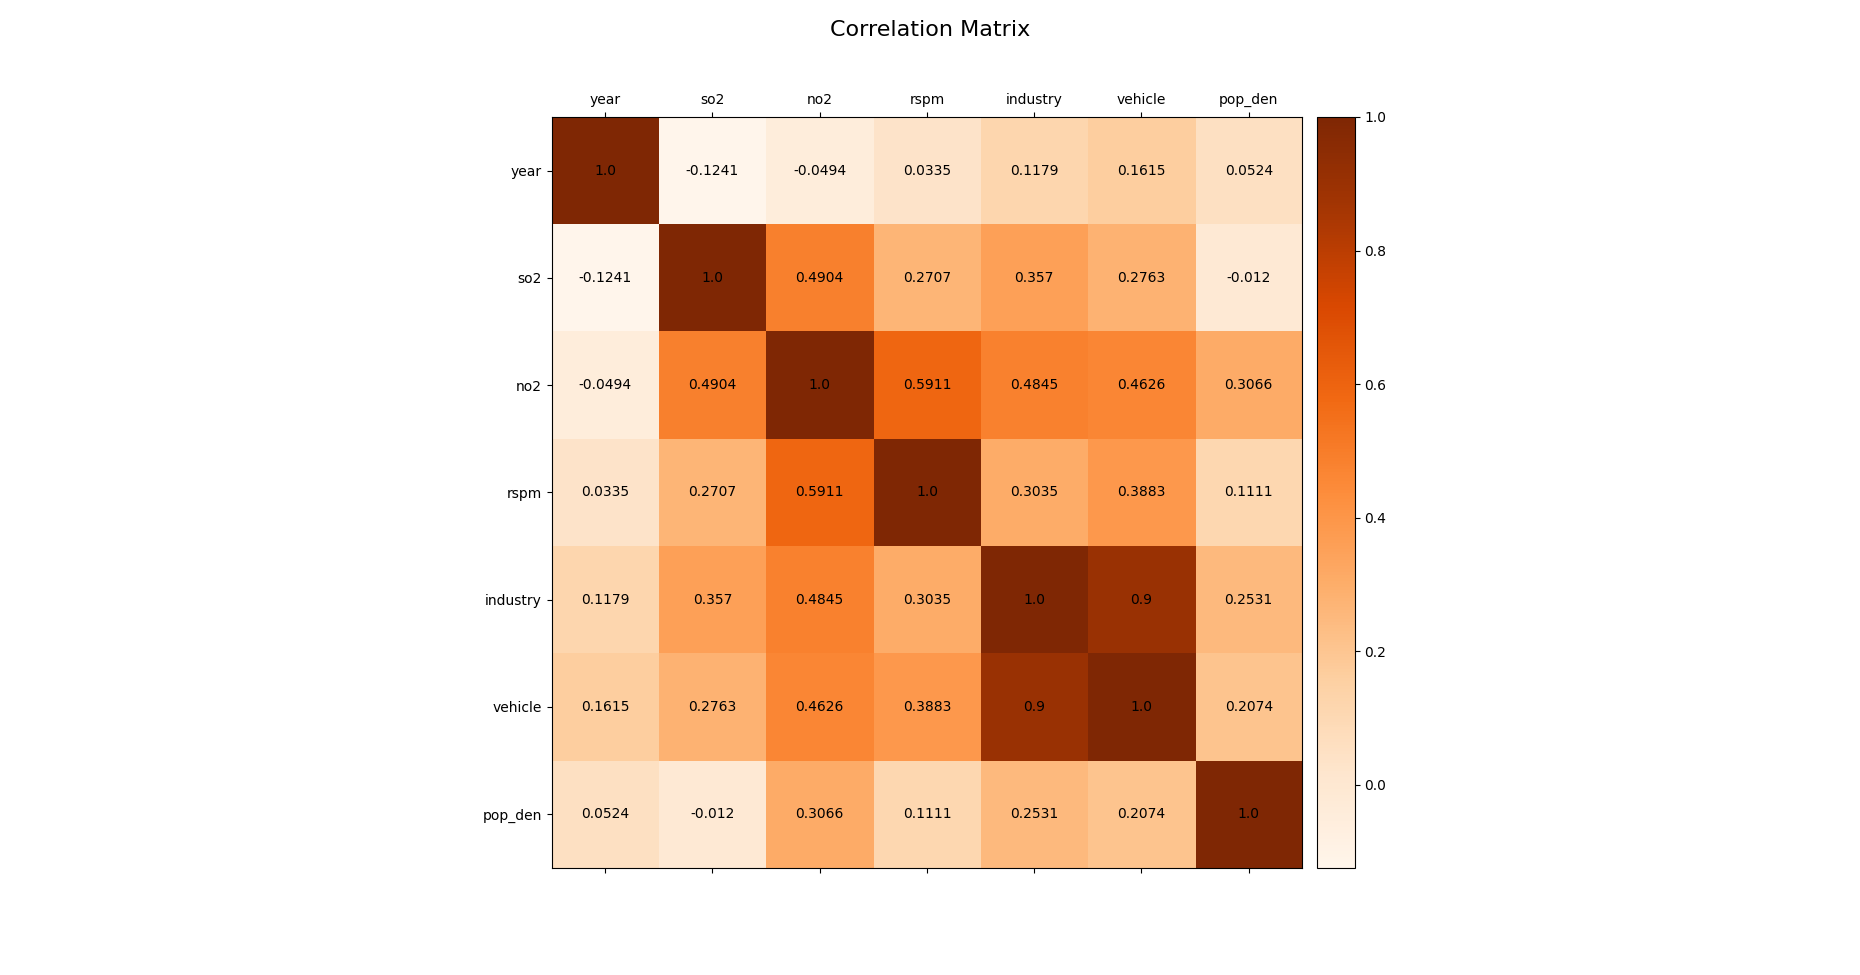 Correlation Matrix
year so2 no2 rspm industry vehicle pop_den
year 1.0 -0.1241 -0.0494 0.0335 0.1179 0.1615 0.0524
so2 -0.1241 1.0 0.4904 0.2707 0.357 0.2763 -0.012
no2 -0.0494 0.4904 1.0 0.5911 0.4845 0.4626 0.3066
rspm 0.0335 0.2707 0.5911 1.0 0.3035 0.3883 0.1111
industry 0.1179 0.357 0.4845 0.3035 1.0 0.9 0.2531
vehicle 0.1615 0.2763 0.4626 0.3883 0.9 1.0 0.2074
pop_den 0.0524 -0.012 0.3066 0.1111 0.2531 0.2074 1.0
1.0
0.8
0.6
0.4
0.2
0.0